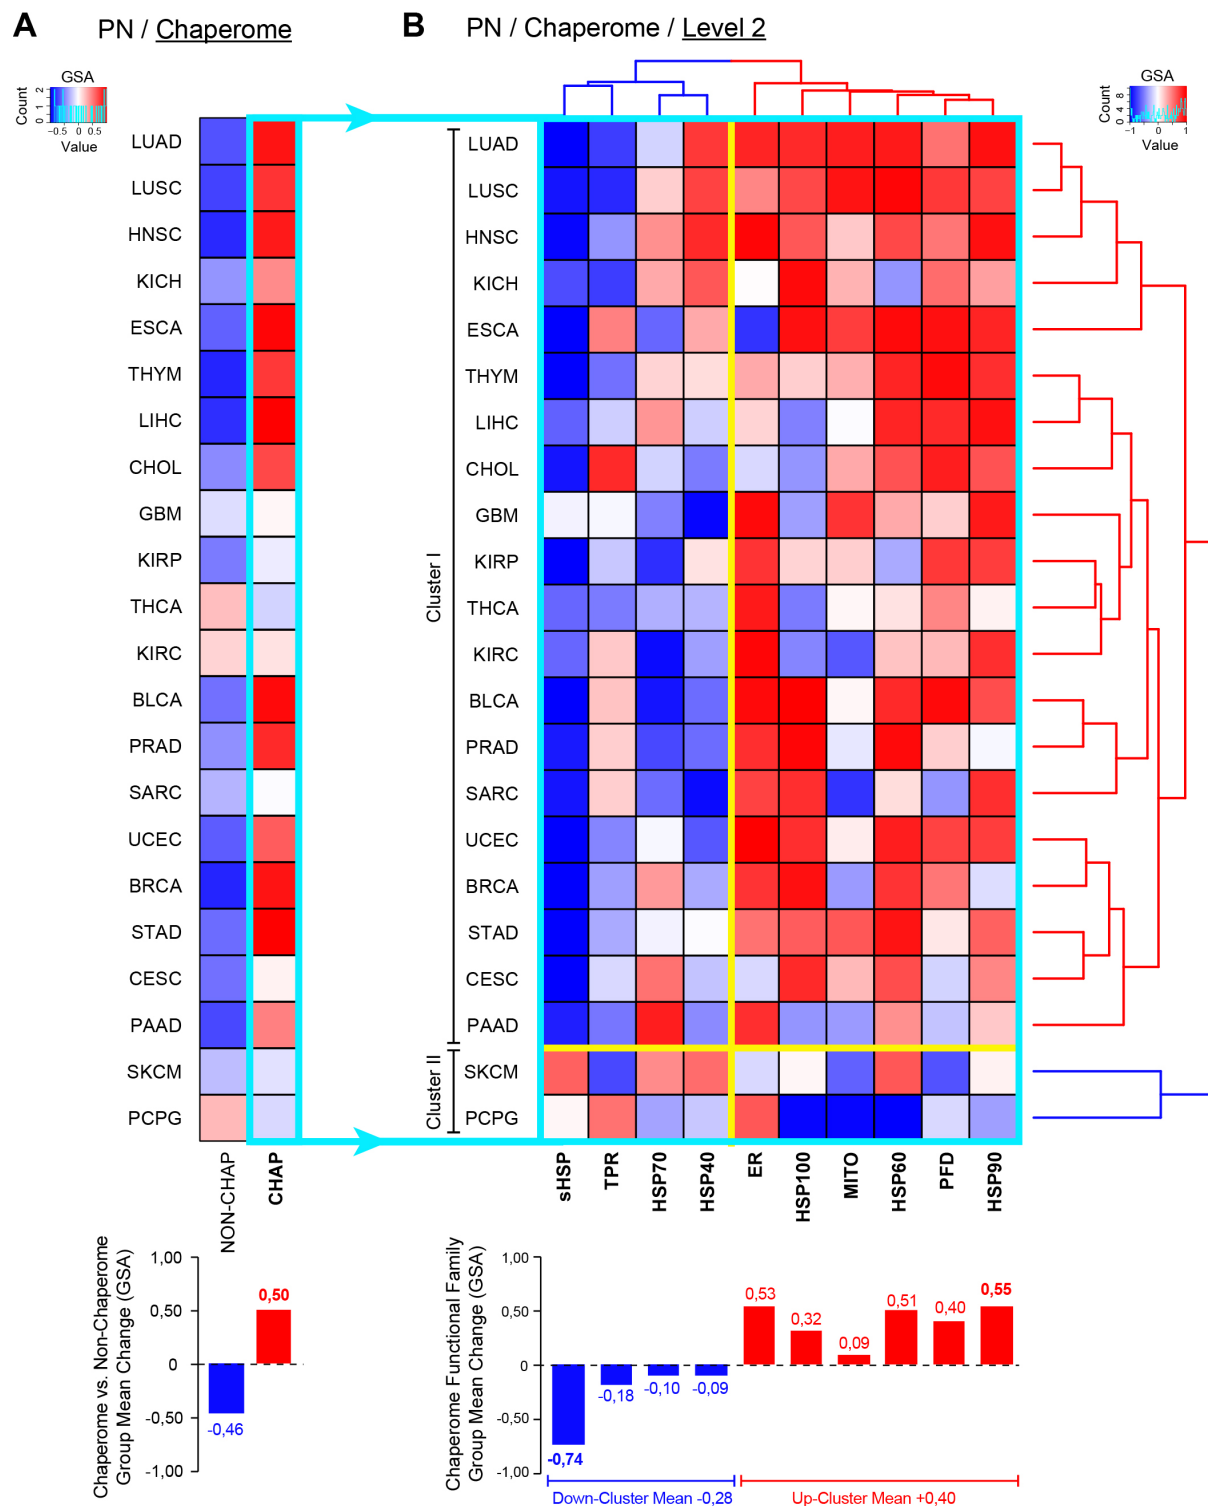 A
PN / Chaperome
B
PN / Chaperome / Level 2
GSA
Count
2
1
0
−0.5
0
0.5
Value
GSA
Count
8
4
0
−1
0
1
Value
LUAD
LUSC
HNSC
KICH
ESCA
THYM
LIHC
CHOL
GBM
KIRP
THCA
KIRC
BLCA
PRAD
SARC
UCEC
BRCA
STAD
CESC
PAAD
SKCM
PCPG
NON-CHAP
CHAP
Cluster I
Cluster II
LUAD
LUSC
HNSC
KICH
ESCA
THYM
LIHC
CHOL
GBM
KIRP
THCA
KIRC
BLCA
PRAD
SARC
UCEC
BRCA
STAD
CESC
PAAD
SKCM
PCPG
sHSP
TPR
HSP70
HSP40
ER
HSP100
MITO
HSP60
PFD
HSP90
Chaperome vs. Non-Chaperome
Group Mean Change (GSA)
1,00
0,50
0
-0,50
-1,00
0,50
-0,46
Chaperome Functional Family
Group Mean Change (GSA)
1,00
0,50
0
-0,50
-1,00
-0,74
-0,18
-0,10
-0,09
0,53
0,32
0,09
0,51
0,40
0,55
Down-Cluster Mean -0,28
Up-Cluster Mean +0,40